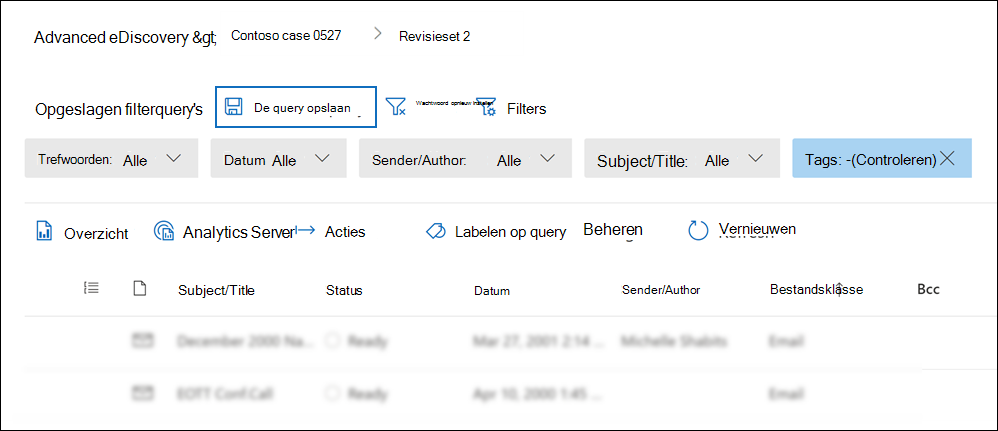 Advanced eDiscovery &gt; Contoso case 0527 > Revisieset 2
Opgeslagen filterquery's De query opslaan Wachtwoord opnieuw instellen Filters
Trefwoorden: Alle Datum Alle Sender/Author: Alle Subject/Title: Alle Tags: -(Controleren)
Overzicht Analytics Server Acties Labelen op query Beheren Vernieuwen
Subject/Title Status Datum Sender/Author Bestandsklasse Bcc
December 2000 Na... Ready Mar 27, 2001 2:14 ... Michelle Shabits Email
EOTT Conf.Call Ready Apr 10, 2000 1:45 ... Email